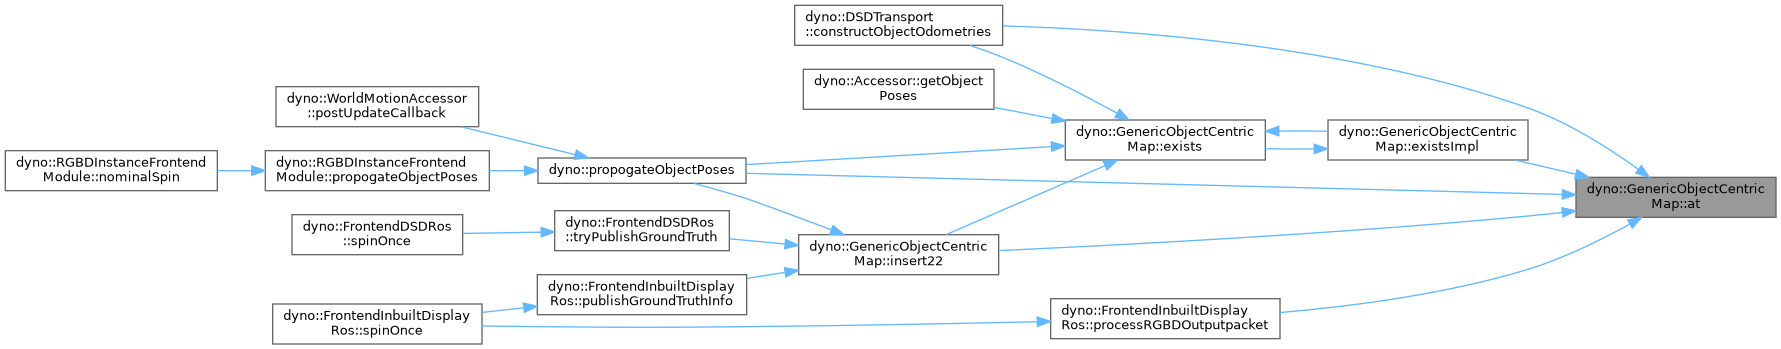 dyno::DSDTransport
::constructObjectOdometries
dyno::Accessor::getObject
Poses
dyno::WorldMotionAccessor
::postUpdateCallback
dyno::GenericObjectCentric
Map::exists
dyno::GenericObjectCentric
Map::existsImpl
dyno::RGBDInstanceFrontend
Module::nominalSpin
dyno::RGBDInstanceFrontend
Module::propogateObjectPoses
dyno::propogateObjectPoses
dyno::GenericObjectCentric
Map::at
dyno::FrontendDSDRos
::spinOnce
dyno::FrontendDSDRos
::tryPublishGroundTruth
dyno::GenericObjectCentric
Map::insert22
dyno::FrontendInbuiltDisplay
Ros::publishGroundTruthInfo
dyno::FrontendInbuiltDisplay
Ros::spinOnce
dyno::FrontendInbuiltDisplay
Ros::processRGBDOutputpacket